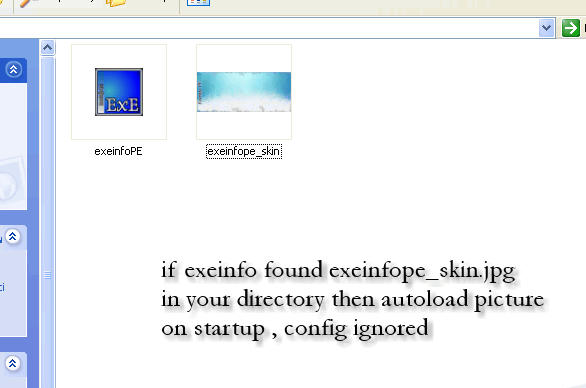 ExE
exeinfoPE
exeinfope_skin
if exeinfo found exeinfope_skin.jpg
in your directory then autoload picture
on startup , config ignored